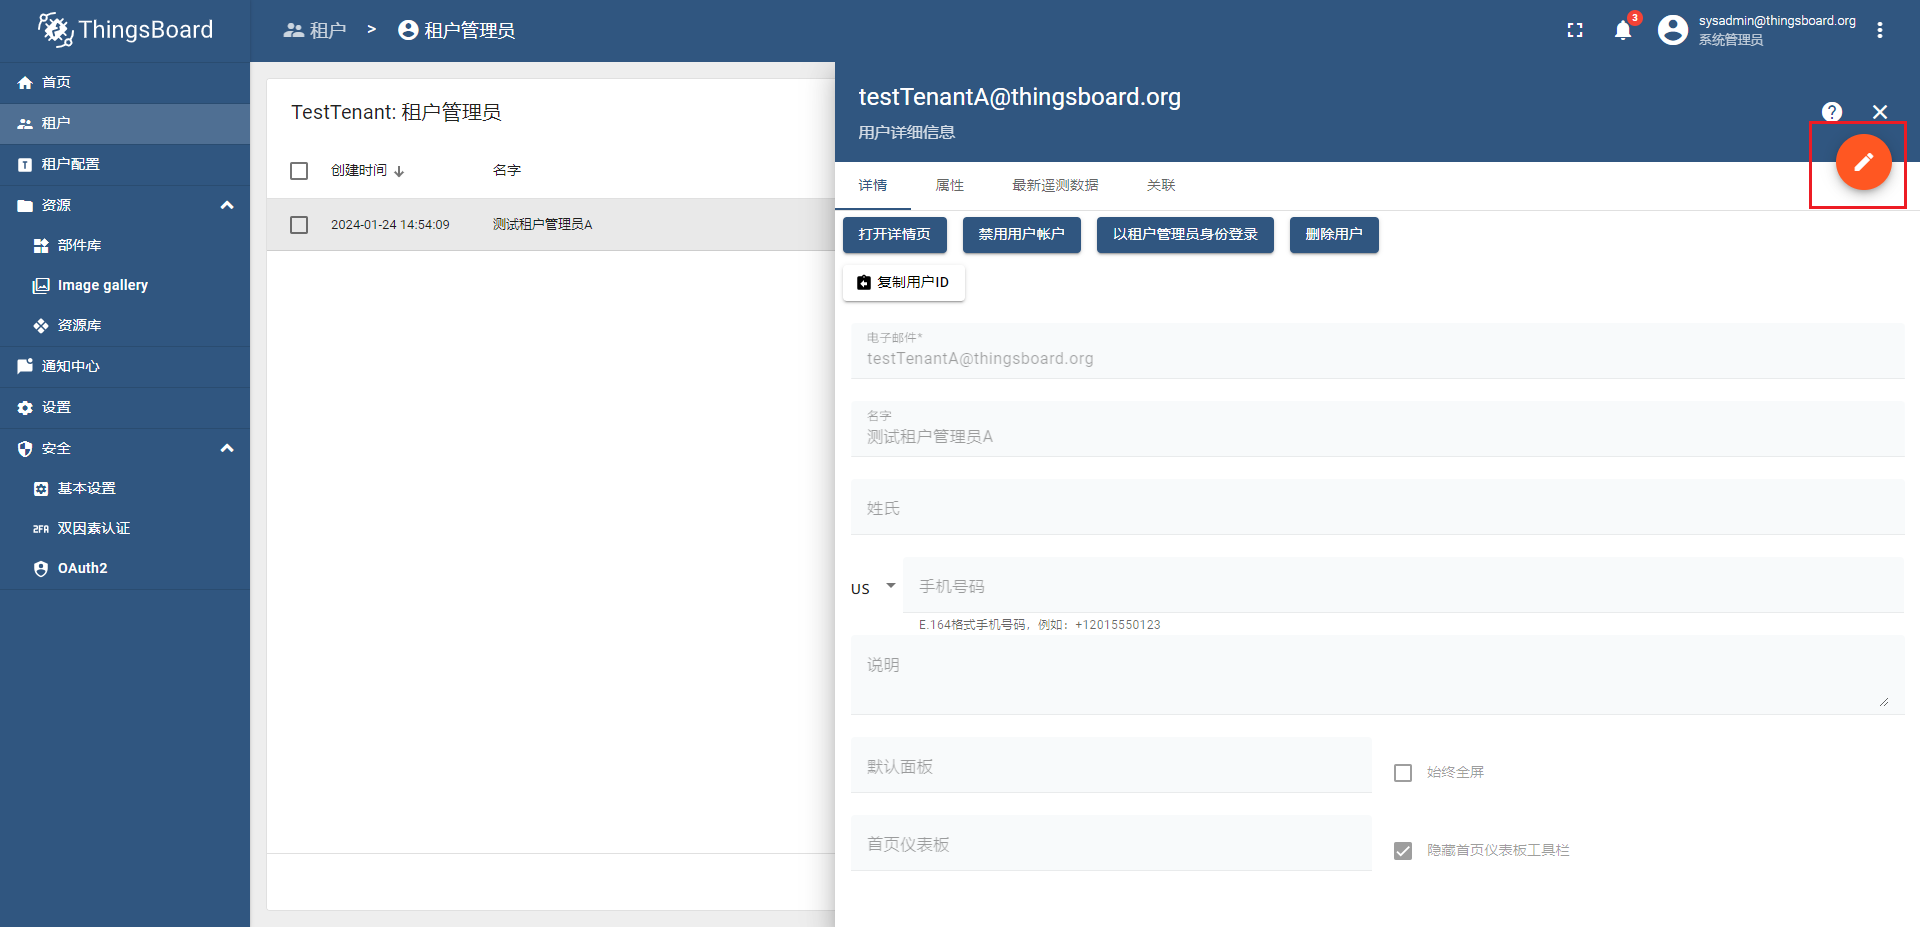 ThingsBoard
租户 > 租户管理员
3
sysadmin@thingsboard.org
系统管理员
首页
租户
租户配置
资源
部件库
Image gallery
资源库
通知中心
设置
安全
基本设置
2FA 双因素认证
OAuth2
TestTenant: 租户管理员
创建时间 名字
2024-01-24 14:54:09 测试租户管理员A
testTenantA@thingsboard.org
用户详细信息
?
详情 属性 最新遥测数据 关联
打开详情页 禁用用户帐户 以租户管理员身份登录 删除用户
复制用户ID
电子邮件*
testTenantA@thingsboard.org
名字
测试租户管理员A
姓氏
US 手机号码
E.164格式手机号码，例如：+12015550123
说明
默认面板 始终全屏
首页仪表板 隐藏首页仪表板工具栏